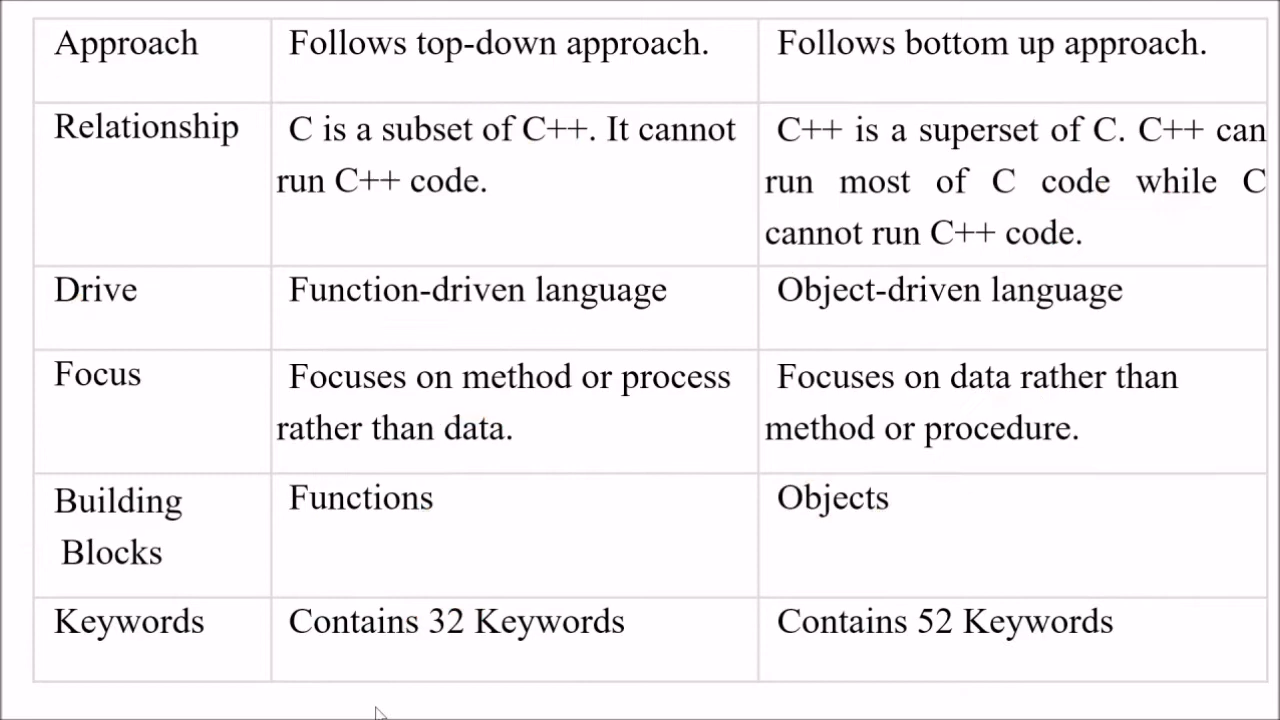 Approach
Follows top-down approach.
Follows bottom up approach.
Relationship
C is a subset of C++. It cannot
run C++ code.
C++ is a superset of C. C++ can
run most of C code while C
cannot run C++ code.
Drive
Function-driven language
Object-driven language
Focus
Focuses on method or process
rather than data.
Focuses on data rather than
method or procedure.
Building
Blocks
Functions
Objects
Keywords
Contains 32 Keywords
Contains 52 Keywords